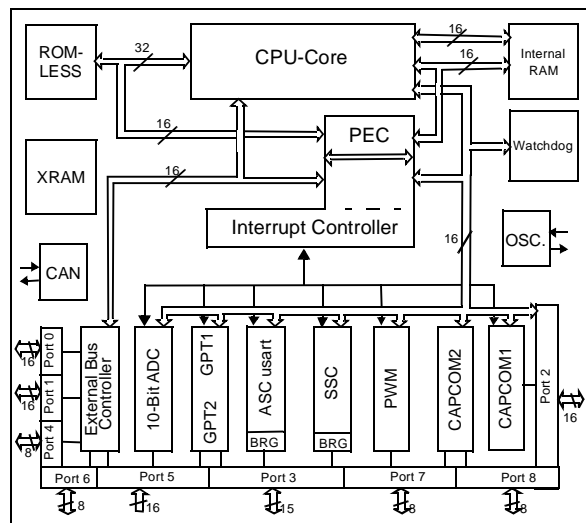 ROM-
LESS
32
CPU-Core
16
16
Internal
RAM
16
PEC
Watchdog
XRAM
16
Interrupt Controller
16
OSC.
CAN
Port 0
16
Port 1
16
Port 4
8
External Bus
Controller
10-Bit ADC
GPT1
GPT2
ASC usart
BRG
SSC
BRG
PWM
CAPCOM2
CAPCOM1
Port 2
16
Port 6
Port 5
Port 3
Port 7
Port 8
8
16
15
8
8